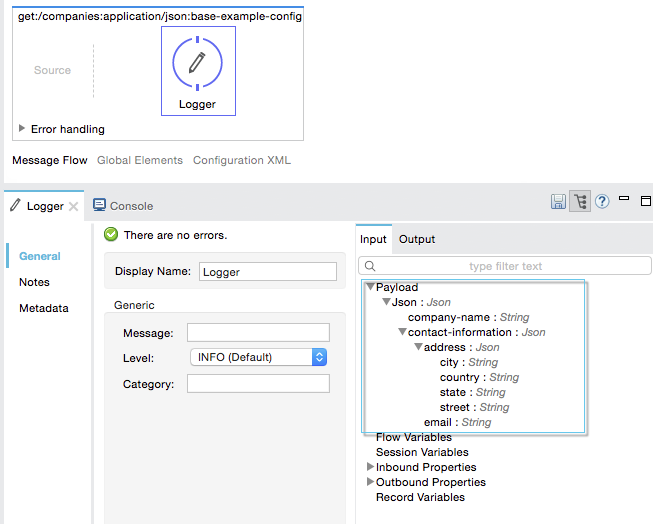 get:/companies:application/json:base-example-config
Source
Logger
Error handling
Message Flow Global Elements Configuration XML
Logger Console
General
Notes
Metadata
There are no errors.
Display Name: Logger
Generic
Message:
Level: INFO (Default)
Category:
Input Output
type filter text
Payload
Json : Json
company-name : String
contact-information : Json
address : Json
city : String
country : String
state : String
street : String
email : String
Flow Variables
Session Variables
Inbound Properties
Outbound Properties
Record Variables